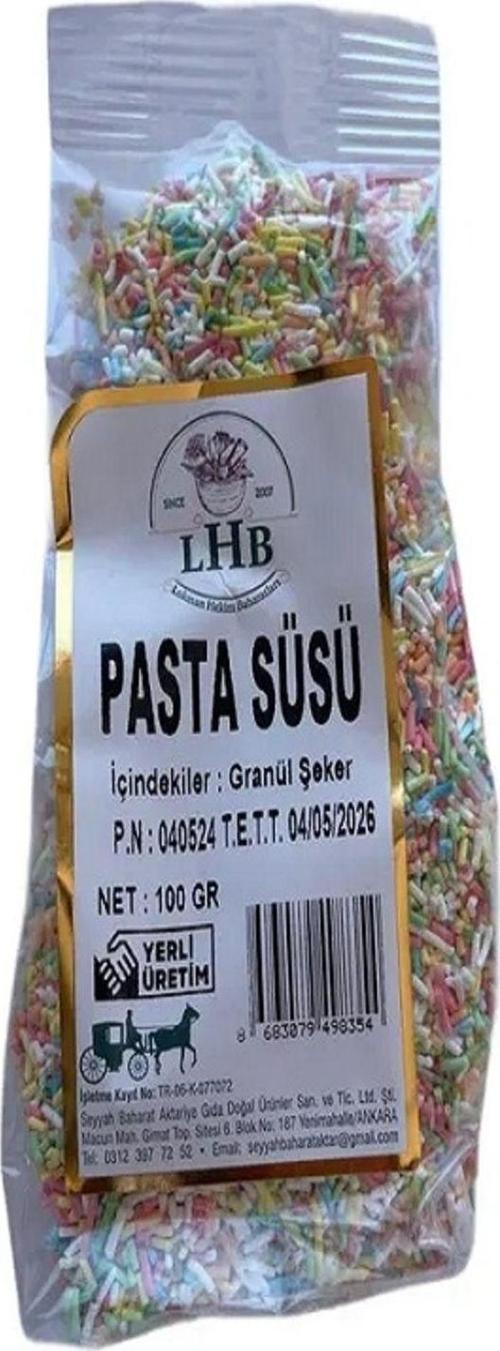 SINCE 2007
LHB
Lokman Hekim Baharatları
PASTA SÜSÜ
İçindekiler : Granül Şeker
P.N : 040524 T.E.T.T. 04/05/2026
NET : 100 GR
YERLİ
ÜRETİM
8 683079 498354
İşletme Kayıt No: TR-06-K-077072
Seyyah Baharat Aktariye Gıda Doğal Ürünler San. ve Tic. Ltd. Şti.
Macun Mah. Gimat Top. Sitesi 6. Blok No: 187 Yenimahalle/ANKARA
Tel: 0312 397 72 52 • Email: seyyahbaharataktar@gmail.com